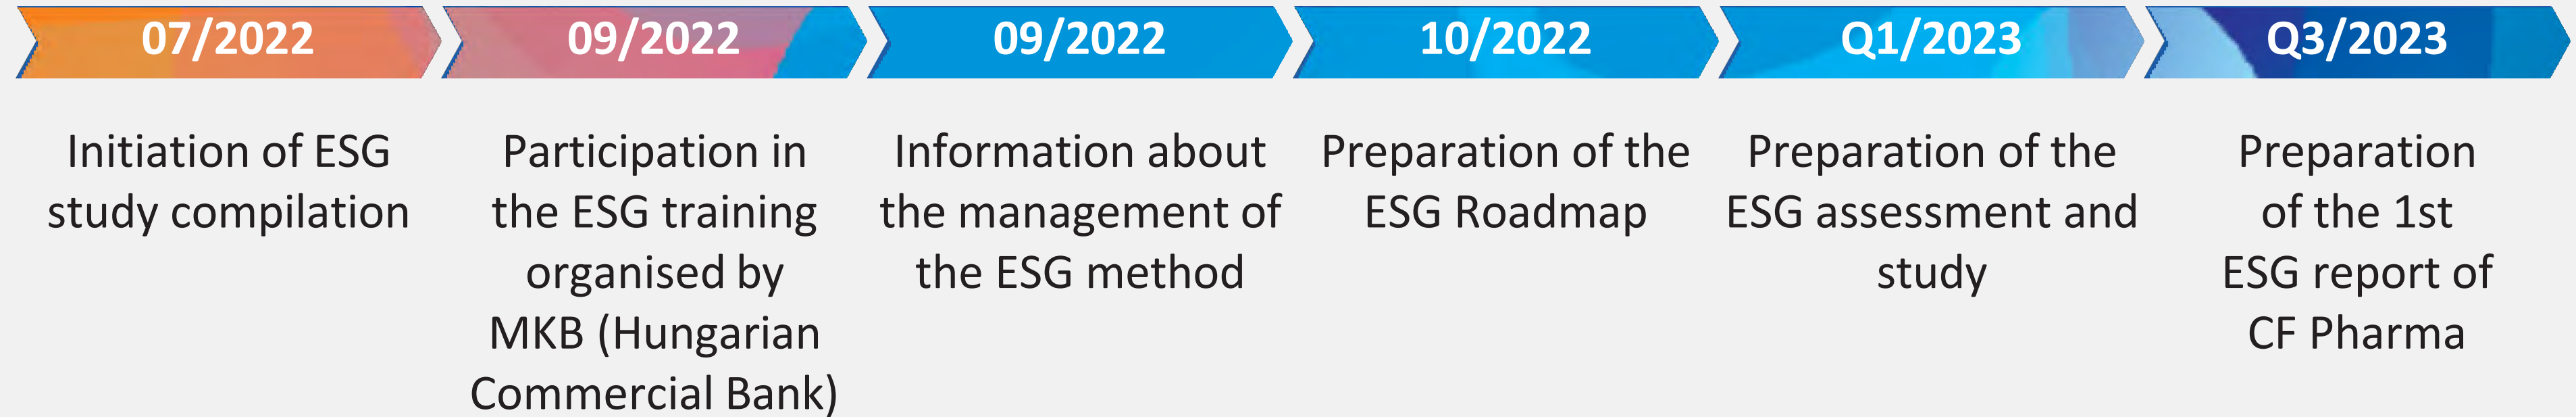 07/2022
Initiation of ESG
study compilation
09/2022
Participation in
the ESG training
organised by
MKB (Hungarian
Commercial Bank)
09/2022
Information about
the management of
the ESG method
10/2022
Preparation of the
ESG Roadmap
Q1/2023
Preparation of the
ESG assessment and
study
Q3/2023
Preparation
of the 1st
ESG report of
CF Pharma